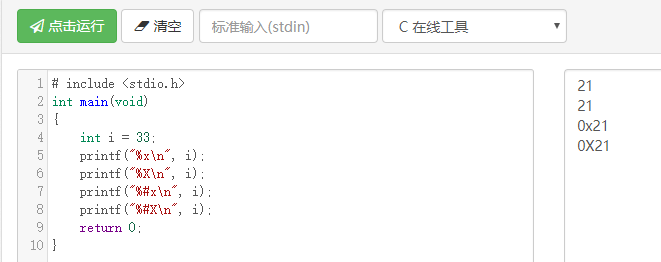 点击运行 清空 标准输入(stdin) C 在线工具
1 # include <stdio.h>
2 int main(void)
3 {
4     int i = 33;
5     printf("%x\n", i);
6     printf("%X\n", i);
7     printf("%#x\n", i);
8     printf("%#X\n", i);
9     return 0;
10 }
21
21
0x21
0X21